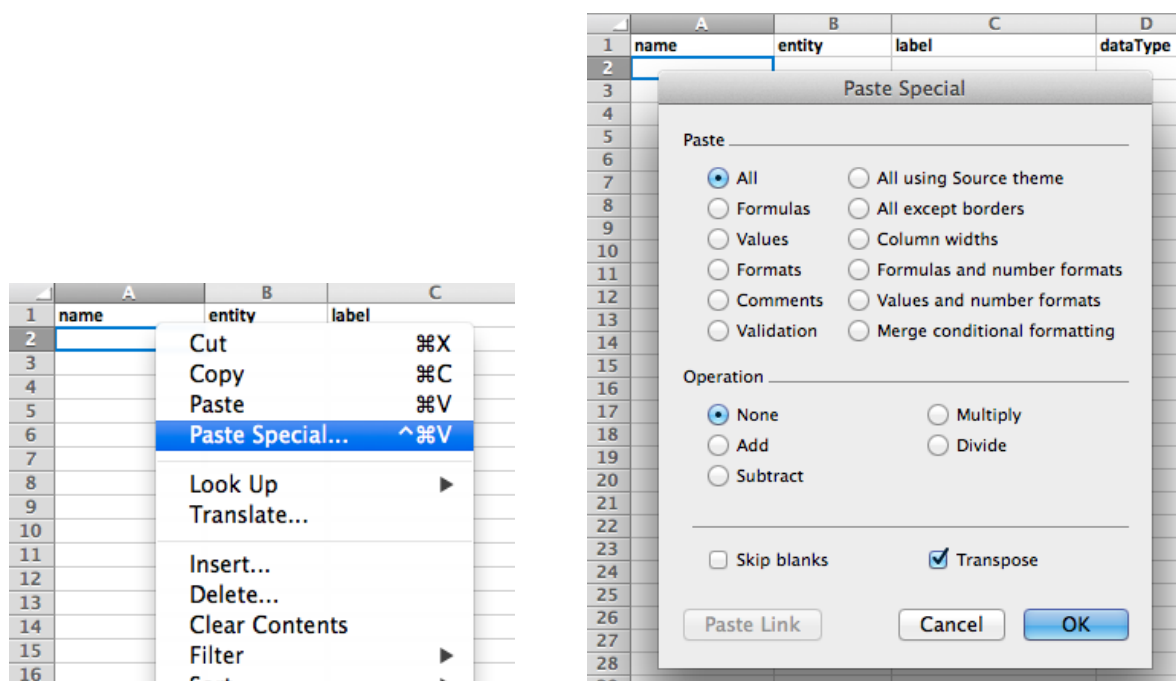 A B C
1 name entity label
2 Cut ⌘X
3 Copy ⌘C
4 Paste ⌘V
5 Paste Special... ^⌘V
6
7
8 Look Up ▶
9 Translate...
10
11 Insert...
12 Delete...
13 Clear Contents
14 Filter ▶
15
16
A B C D
1 name entity label dataType
2
3 Paste Special
4
5 Paste
6
7 All All using Source theme
8 Formulas All except borders
9 Values Column widths
10
11 Formats Formulas and number formats
12 Comments Values and number formats
13 Validation Merge conditional formatting
14
15
16 Operation
17 None Multiply
18 Add Divide
19
20 Subtract
21
22
23 Skip blanks Transpose
24
25
26 Paste Link Cancel OK
27
28